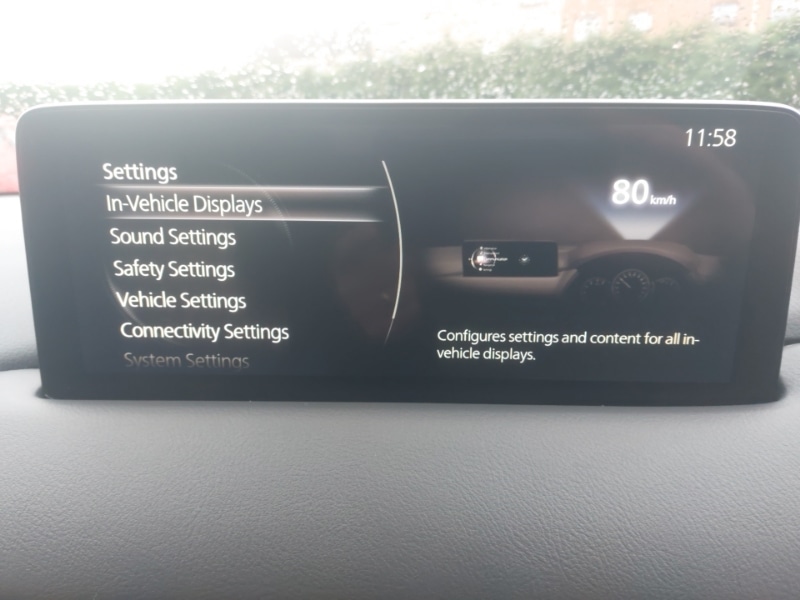 11:58
Settings
In-Vehicle Displays
Sound Settings
Safety Settings
Vehicle Settings
Connectivity Settings
System Settings
80 km/h
Configures settings and content for all in-
vehicle displays.